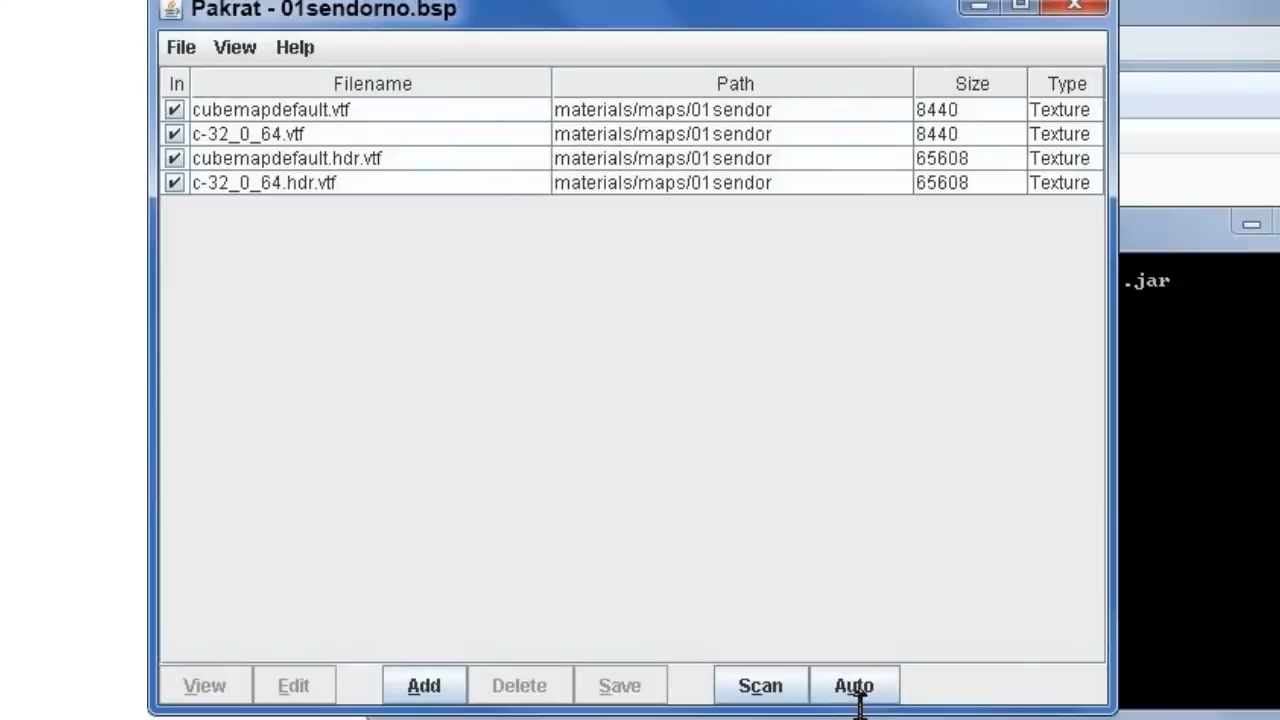 Pakrat - 01sendorno.bsp
File View Help
In Filename Path Size Type
cubemapdefault.vtf materials/maps/01sendor 8440 Texture
c-32_0_64.vtf materials/maps/01sendor 8440 Texture
cubemapdefault.hdr.vtf materials/maps/01sendor 65608 Texture
c-32_0_64.hdr.vtf materials/maps/01sendor 65608 Texture
.jar
View Edit Add Delete Save Scan Auto